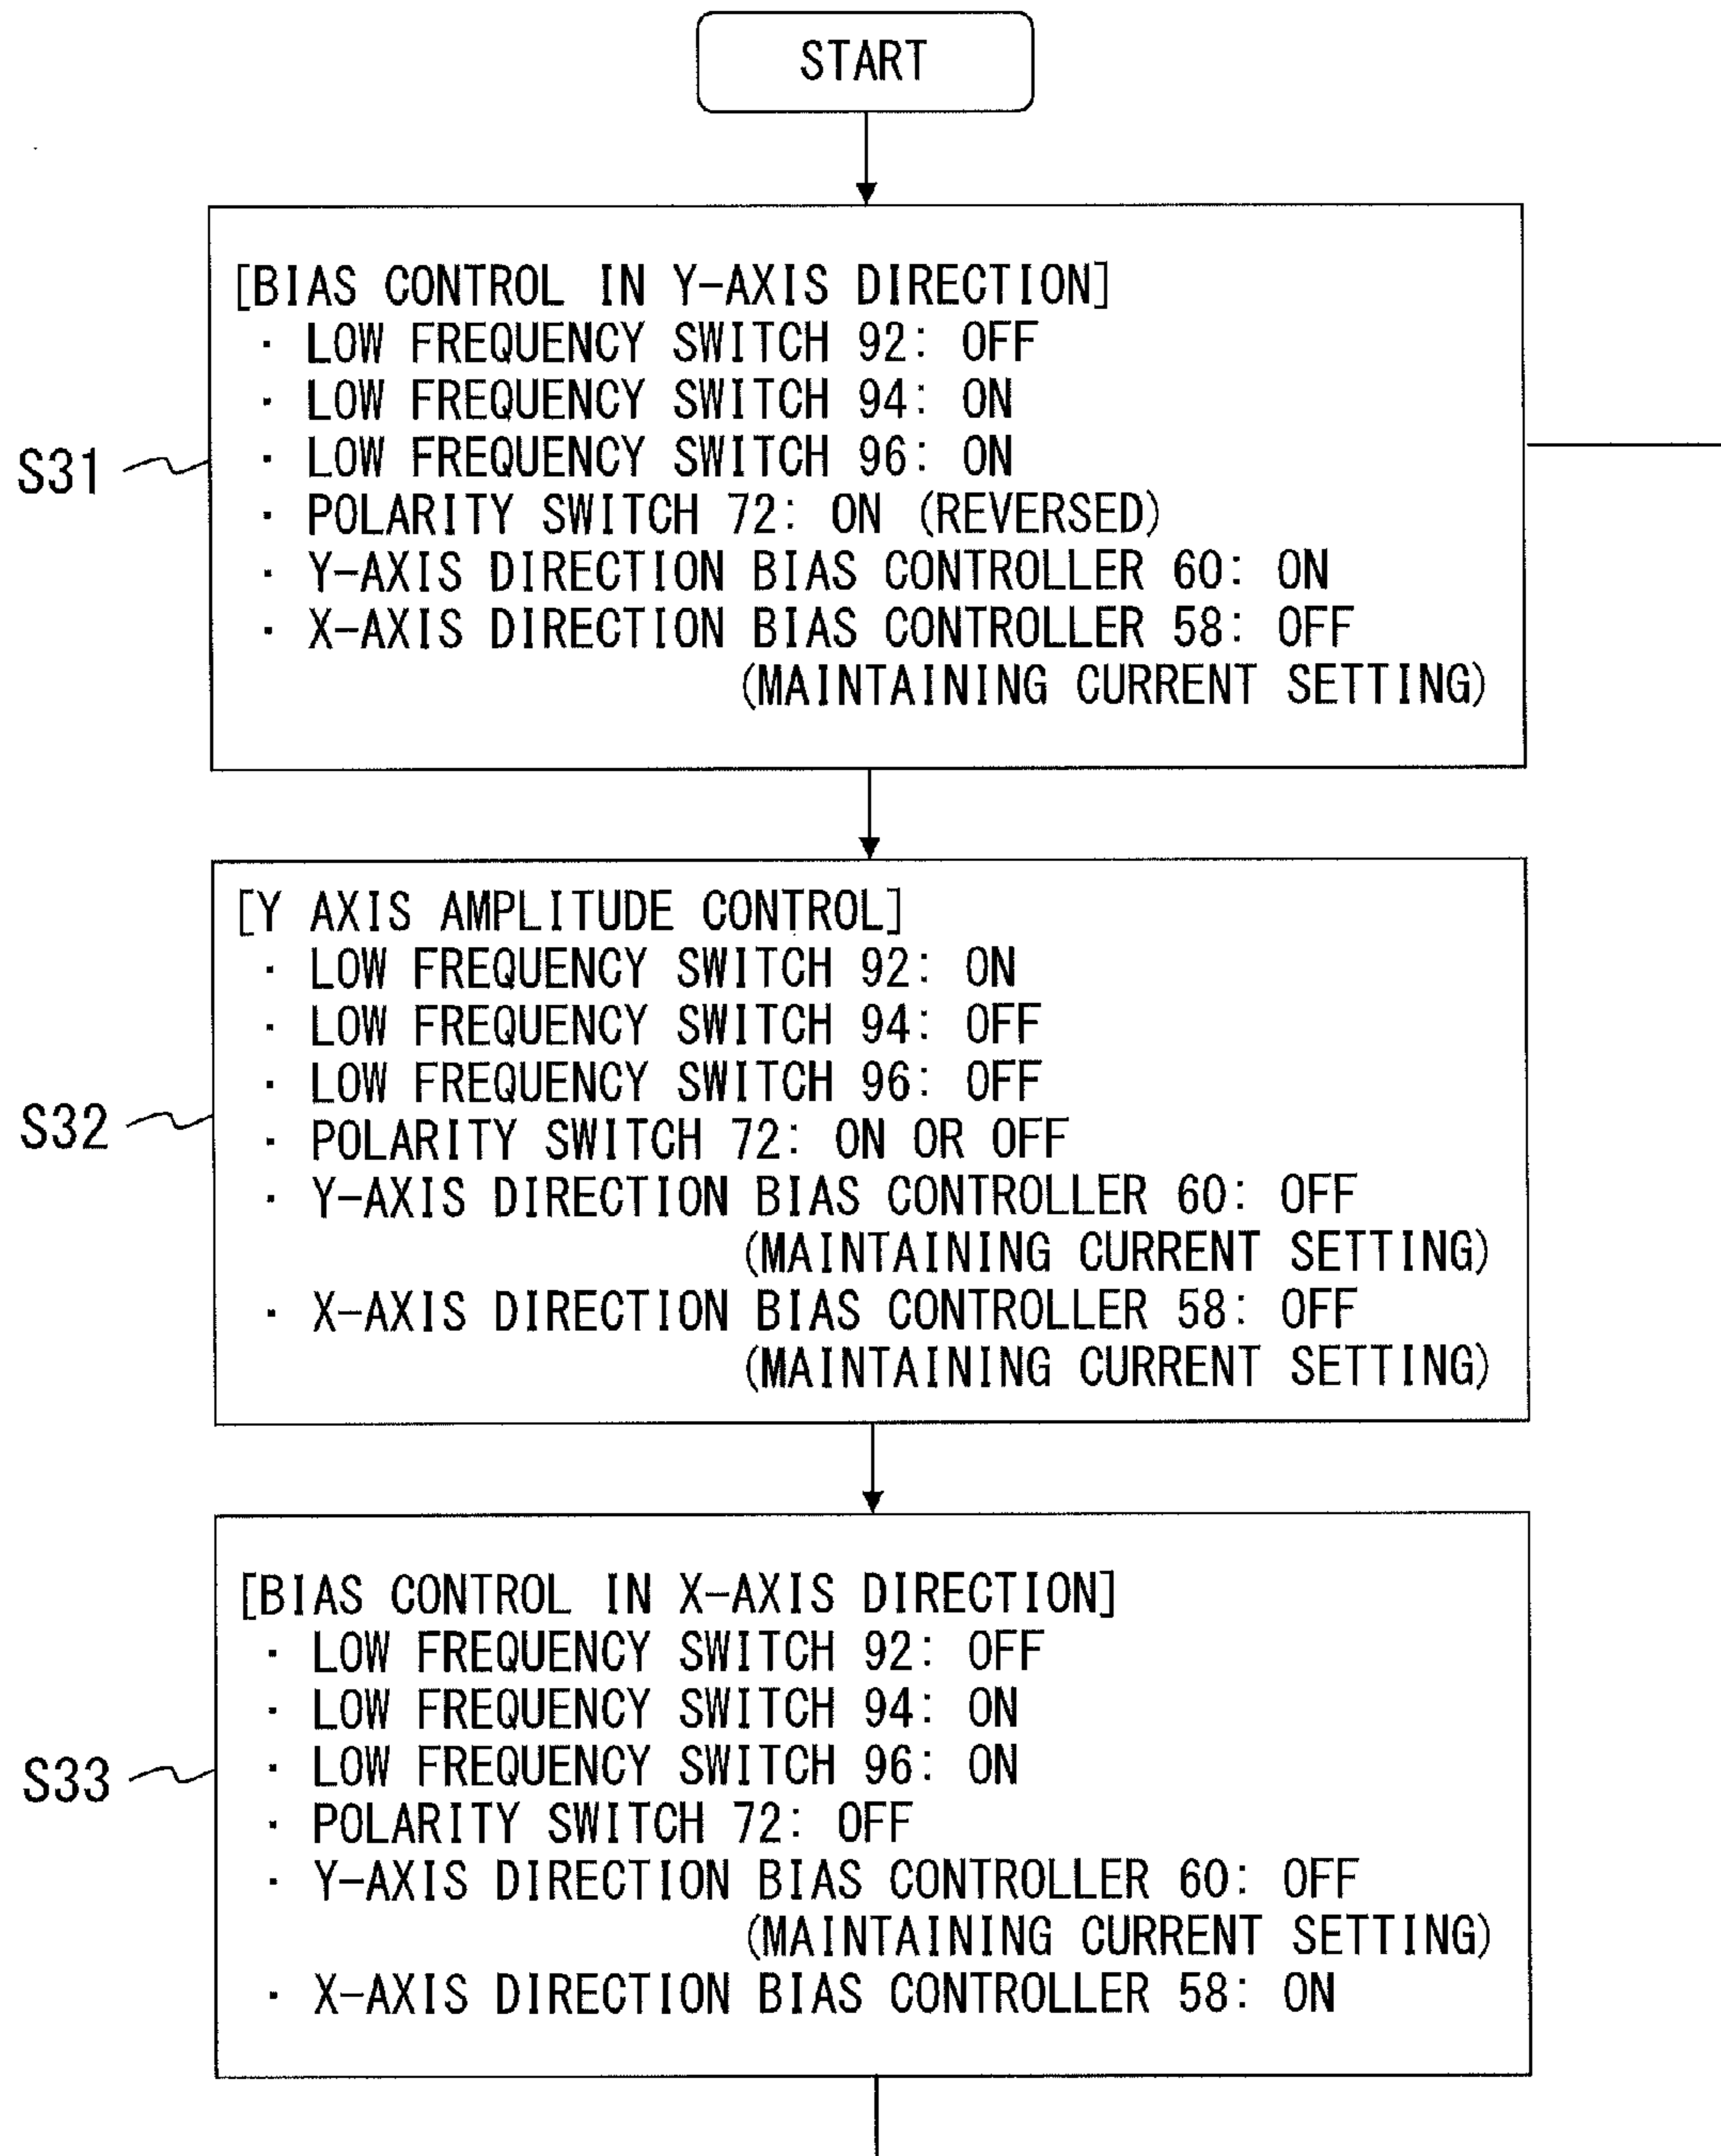 START
[BIAS CONTROL IN Y-AXIS DIRECTION]
· LOW FREQUENCY SWITCH 92: OFF
· LOW FREQUENCY SWITCH 94: ON
· LOW FREQUENCY SWITCH 96: ON
· POLARITY SWITCH 72: ON (REVERSED)
· Y-AXIS DIRECTION BIAS CONTROLLER 60: ON
· X-AXIS DIRECTION BIAS CONTROLLER 58: OFF
(MAINTAINING CURRENT SETTING)
S31
[Y AXIS AMPLITUDE CONTROL]
· LOW FREQUENCY SWITCH 92: ON
· LOW FREQUENCY SWITCH 94: OFF
· LOW FREQUENCY SWITCH 96: OFF
· POLARITY SWITCH 72: ON OR OFF
· Y-AXIS DIRECTION BIAS CONTROLLER 60: OFF
(MAINTAINING CURRENT SETTING)
· X-AXIS DIRECTION BIAS CONTROLLER 58: OFF
(MAINTAINING CURRENT SETTING)
S32
[BIAS CONTROL IN X-AXIS DIRECTION]
· LOW FREQUENCY SWITCH 92: OFF
· LOW FREQUENCY SWITCH 94: ON
· LOW FREQUENCY SWITCH 96: ON
· POLARITY SWITCH 72: OFF
· Y-AXIS DIRECTION BIAS CONTROLLER 60: OFF
(MAINTAINING CURRENT SETTING)
· X-AXIS DIRECTION BIAS CONTROLLER 58: ON
S33